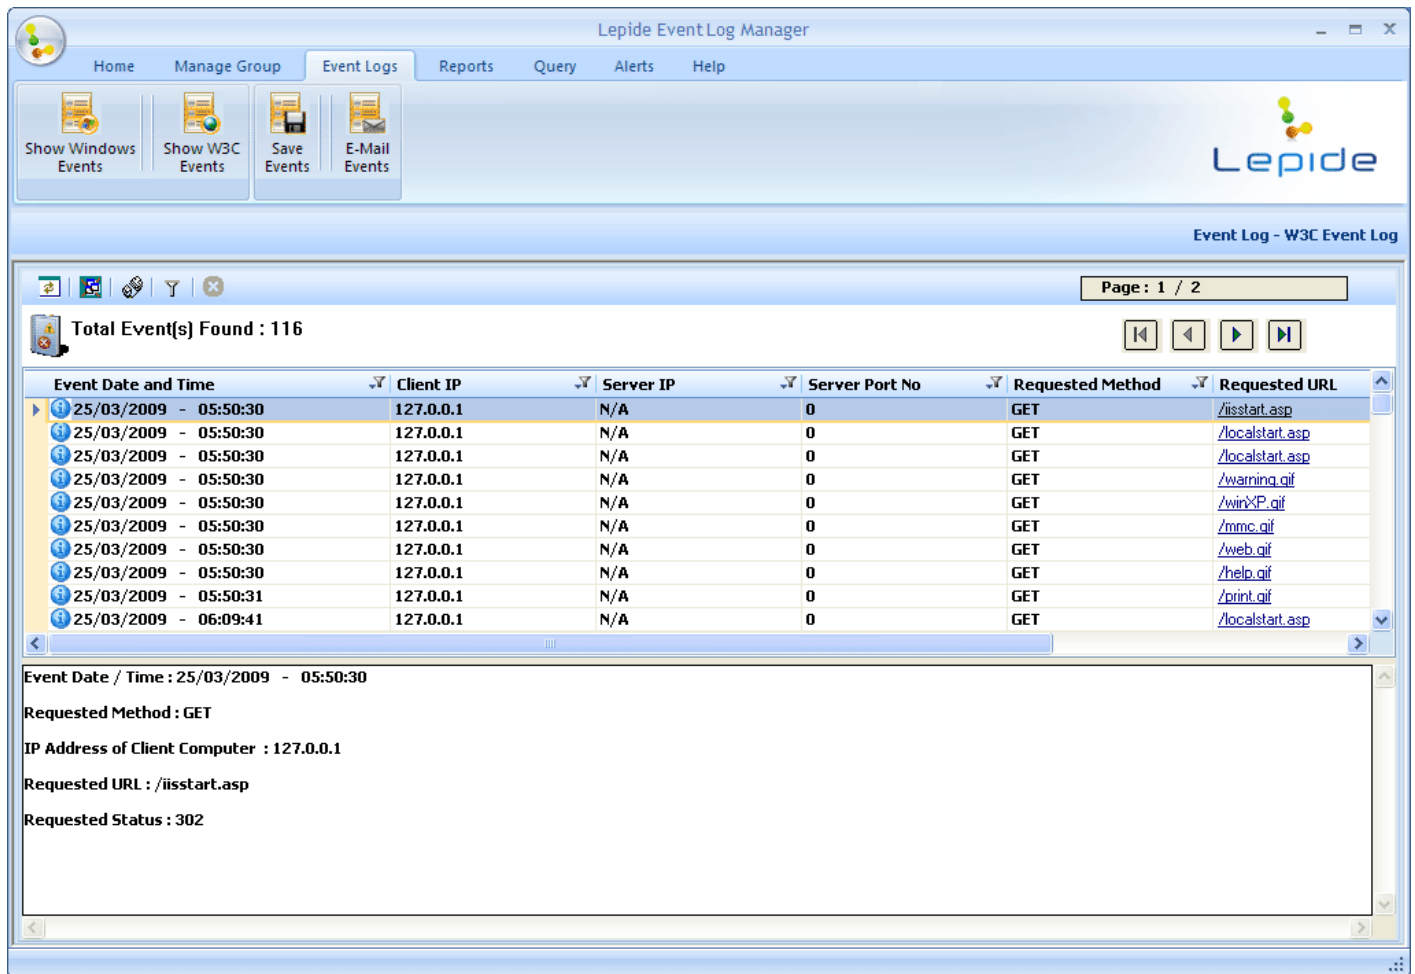 Lepide Event Log Manager
Home Manage Group Event Logs Reports Query Alerts Help
Show Windows Events
Show W3C Events
Save Events
E-Mail Events
Lepide
Event Log - W3C Event Log
Page : 1 / 2
Total Event(s) Found : 116
Event Date and Time Client IP Server IP Server Port No Requested Method Requested URL
25/03/2009 - 05:50:30 127.0.0.1 N/A 0 GET /iisstart.asp
25/03/2009 - 05:50:30 127.0.0.1 N/A 0 GET /localstart.asp
25/03/2009 - 05:50:30 127.0.0.1 N/A 0 GET /localstart.asp
25/03/2009 - 05:50:30 127.0.0.1 N/A 0 GET /warning.gif
25/03/2009 - 05:50:30 127.0.0.1 N/A 0 GET /winXP.gif
25/03/2009 - 05:50:30 127.0.0.1 N/A 0 GET /mmc.gif
25/03/2009 - 05:50:30 127.0.0.1 N/A 0 GET /web.gif
25/03/2009 - 05:50:30 127.0.0.1 N/A 0 GET /help.gif
25/03/2009 - 05:50:31 127.0.0.1 N/A 0 GET /print.gif
25/03/2009 - 06:09:41 127.0.0.1 N/A 0 GET /localstart.asp
Event Date / Time : 25/03/2009 - 05:50:30
Requested Method : GET
IP Address of Client Computer : 127.0.0.1
Requested URL : /iisstart.asp
Requested Status : 302